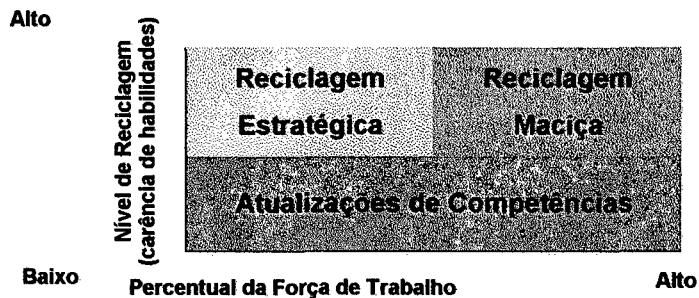 Alto
Nível de Reciclagem
(carência de habilidades)
Reciclagem
Estratégica
Reciclagem
Maciça
Atualizações de Competências
Baixo
Percentual da Força de Trabalho
Alto